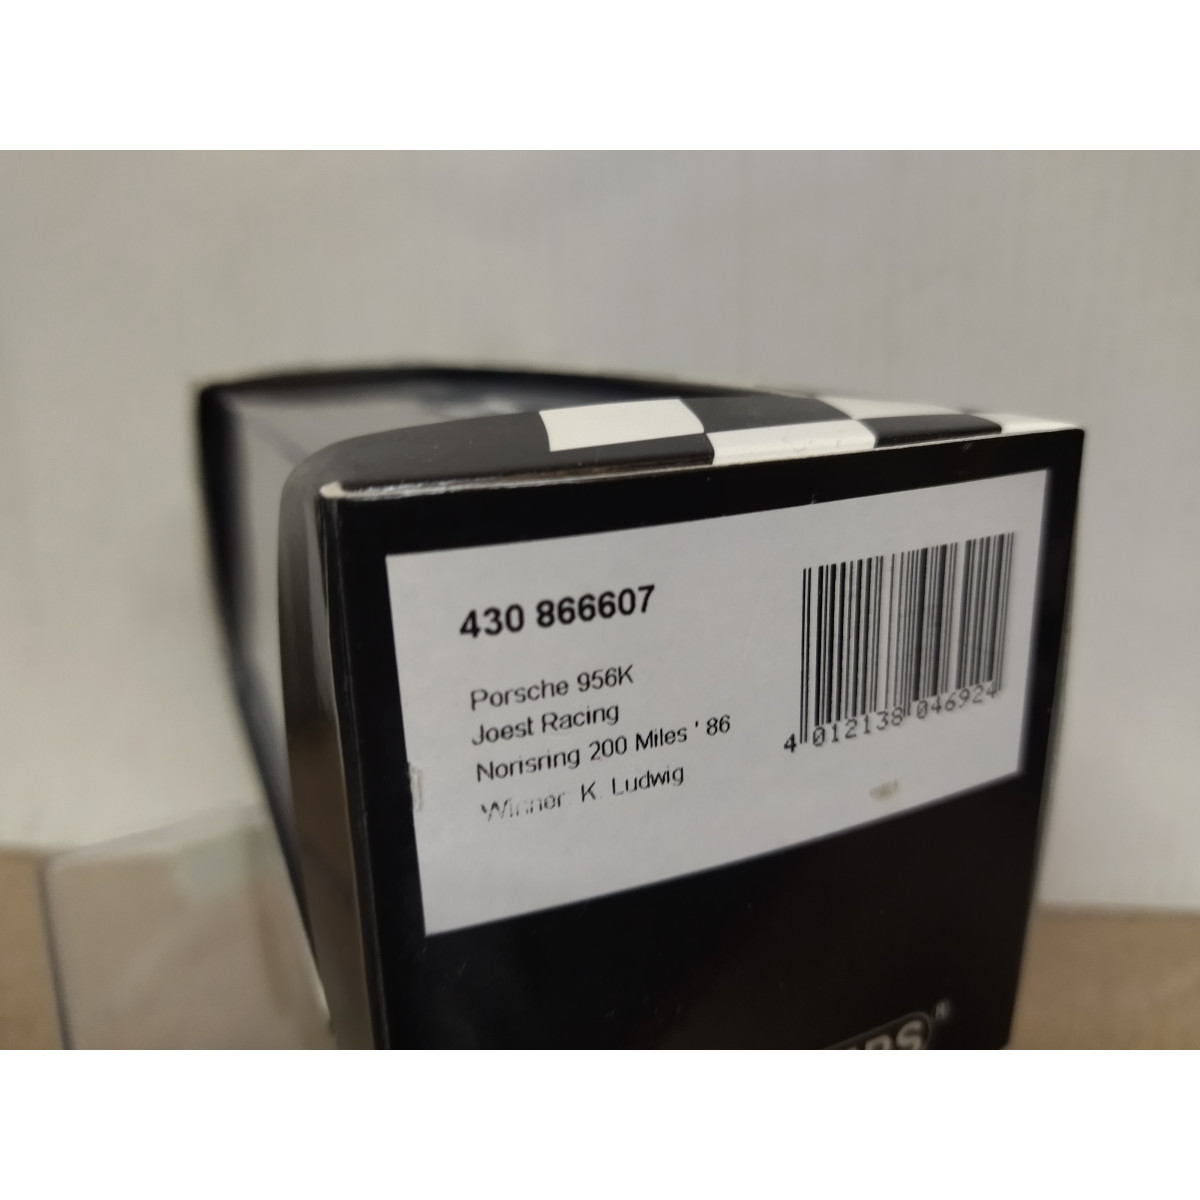 430 866607
Porsche 956K
Joest Racing
Norisring 200 Miles ' 86
Winner: K. Ludwig
4 012138 046924